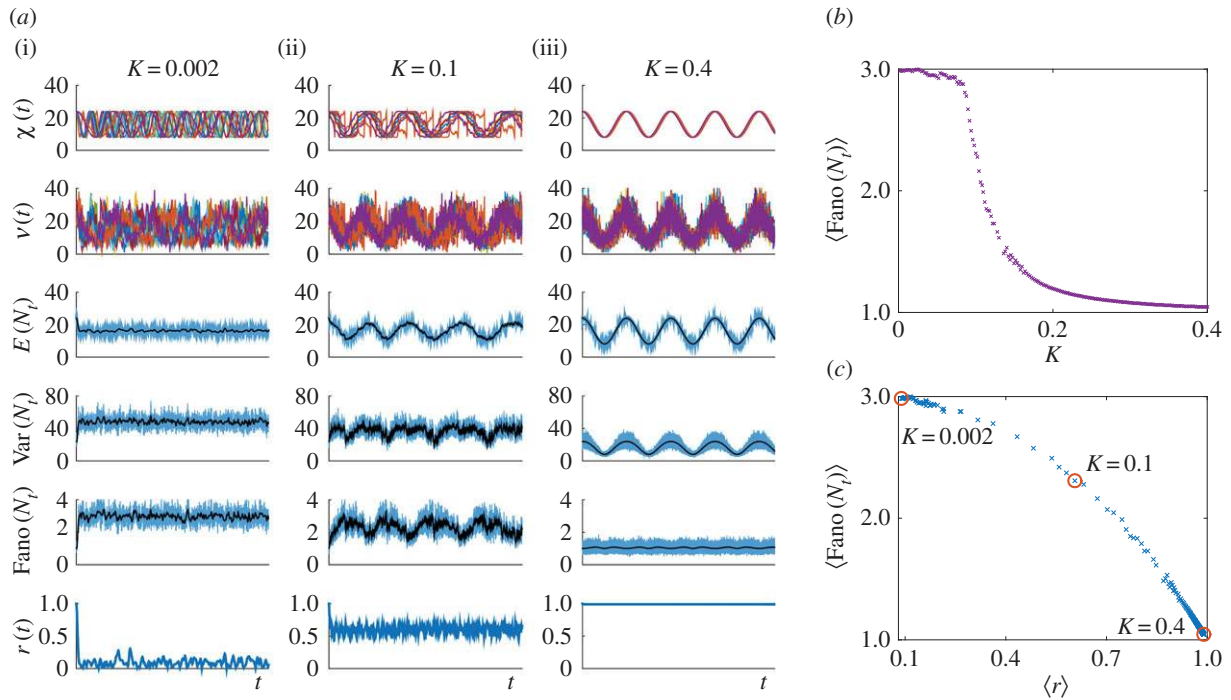 (a)
(i) (ii) (iii)
K = 0.002 K = 0.1 K = 0.4
χ (t)
40
20
0
40
20
0
40
20
0
ν (t)
40
20
0
40
20
0
40
20
0
E (N_t)
40
20
0
40
20
0
40
20
0
Var (N_t)
80
40
0
80
40
0
80
40
0
Fano (N_t)
4
2
4
2
0
4
2
0
r (t)
1.0
0.5
0
1.0
0.5
0
1.0
0.5
0
t t t
(b)
⟨Fano (N_t)⟩
3.0
2.0
1.0
0 0.2 0.4
K
(c)
⟨Fano (N_t)⟩
3.0
2.0
1.0
K = 0.002
K = 0.1
K = 0.4
0.1 0.4 0.7 1.0
⟨r⟩